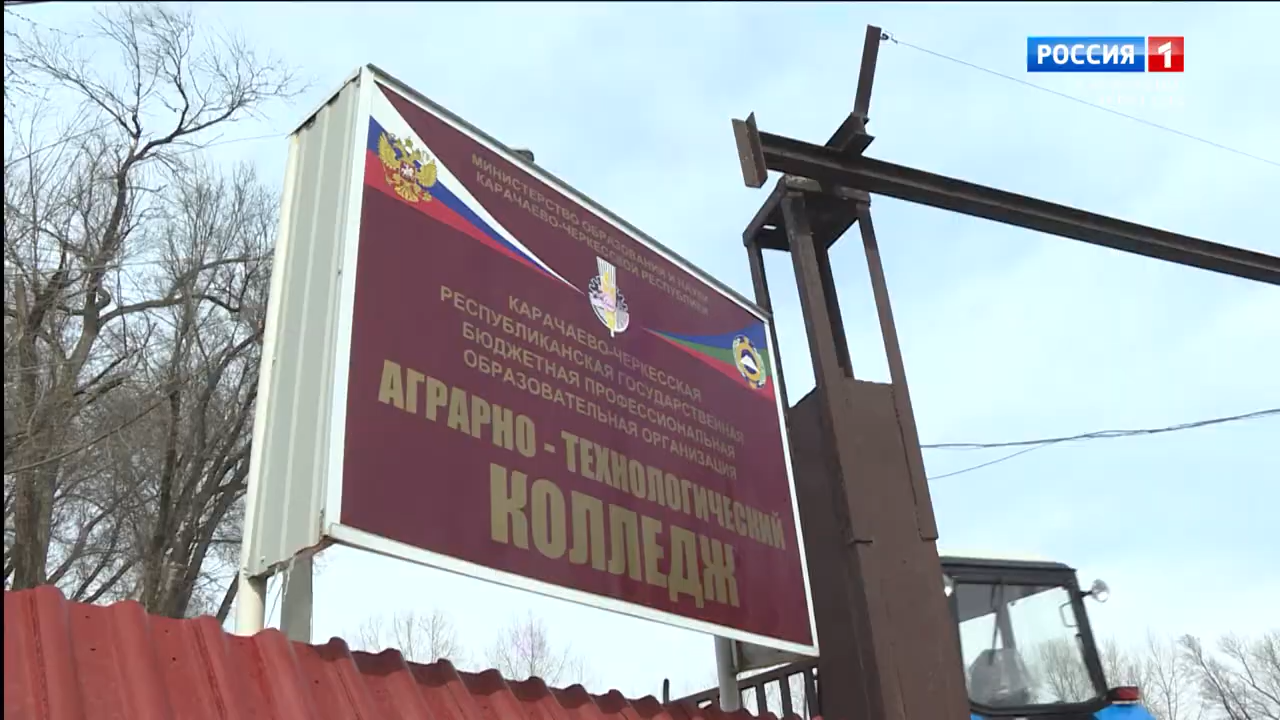 РОССИЯ 1
МИНИСТЕРСТВО ОБРАЗОВАНИЯ И НАУКИ
КАРАЧАЕВО-ЧЕРКЕССКОЙ РЕСПУБЛИКИ
КАРАЧАЕВО-ЧЕРКЕССКАЯ
РЕСПУБЛИКАНСКАЯ ГОСУДАРСТВЕННАЯ
БЮДЖЕТНАЯ ПРОФЕССИОНАЛЬНАЯ
ОБРАЗОВАТЕЛЬНАЯ ОРГАНИЗАЦИЯ
АГРАРНО - ТЕХНОЛОГИЧЕСКИЙ
КОЛЛЕДЖ